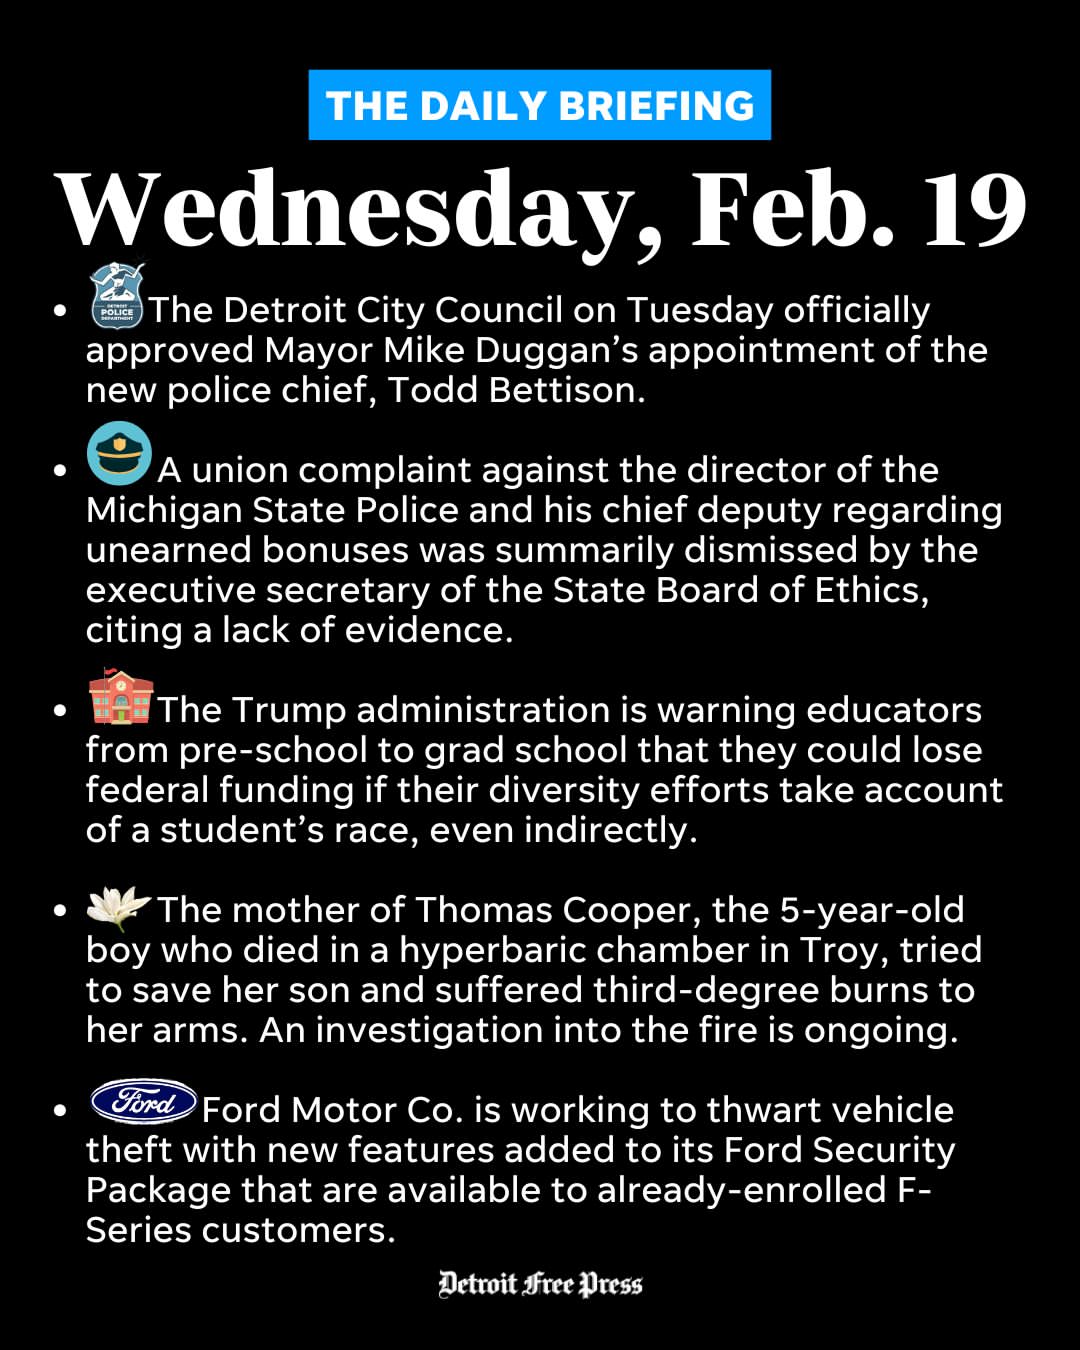 THE DAILY BRIEFING
Wednesday, Feb. 19
DETROIT
POLICE
DEPARTMENT
• The Detroit City Council on Tuesday officially
approved Mayor Mike Duggan’s appointment of the
new police chief, Todd Bettison.
• A union complaint against the director of the
Michigan State Police and his chief deputy regarding
unearned bonuses was summarily dismissed by the
executive secretary of the State Board of Ethics,
citing a lack of evidence.
• The Trump administration is warning educators
from pre-school to grad school that they could lose
federal funding if their diversity efforts take account
of a student’s race, even indirectly.
• The mother of Thomas Cooper, the 5-year-old
boy who died in a hyperbaric chamber in Troy, tried
to save her son and suffered third-degree burns to
her arms. An investigation into the fire is ongoing.
• Ford Ford Motor Co. is working to thwart vehicle
theft with new features added to its Ford Security
Package that are available to already-enrolled F-
Series customers.
Detroit Free Press